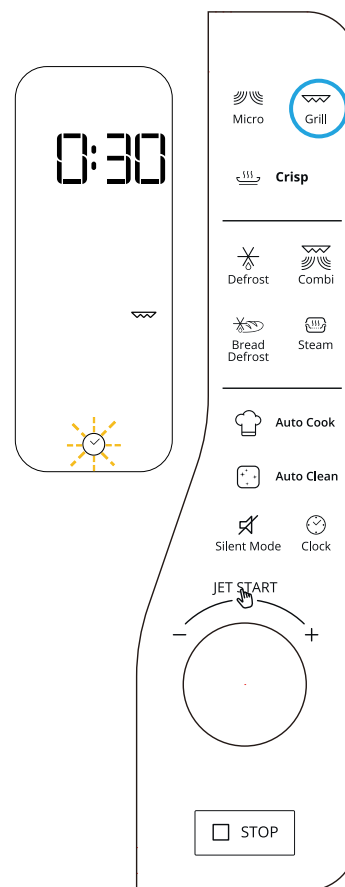 0:30
Micro Grill
Crisp
Defrost Combi
Bread Steam
Defrost
Auto Cook
Auto Clean
Silent Mode Clock
JET START
− +
STOP